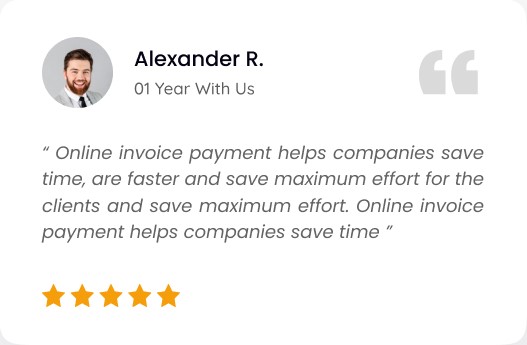 Alexander R.
01 Year With Us
“ Online invoice payment helps companies save
time, are faster and save maximum effort for the
clients and save maximum effort. Online invoice
payment helps companies save time ”